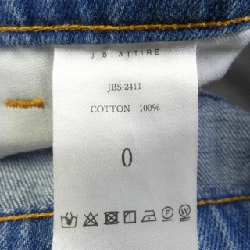 J B ATTIRE
JBS-2411
COTTON 100%
0